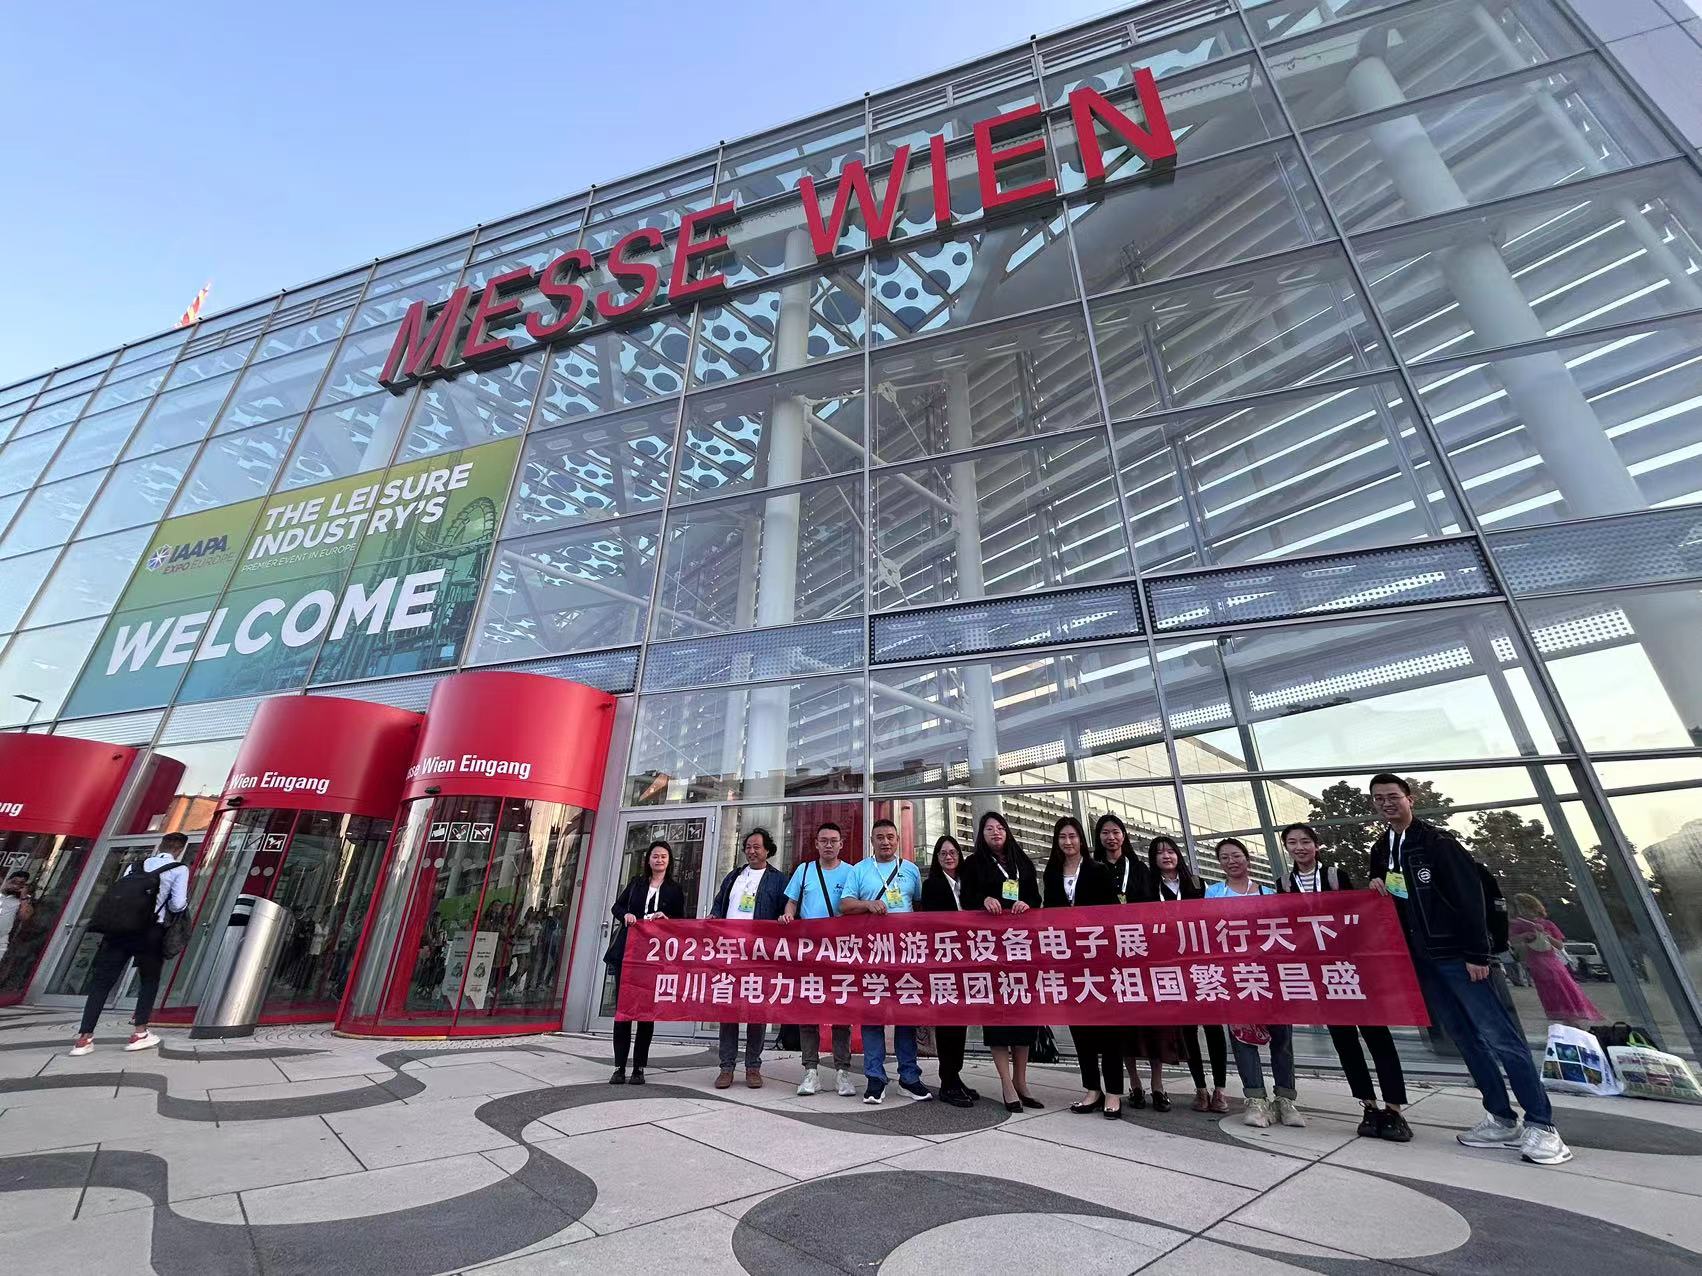 MESSE WIEN
IAAPA
EXPO EUROPE
THE LEISURE
INDUSTRY'S
PREMIER EVENT IN EUROPE
WELCOME
Wien Eingang
Wien Eingang
2023年IAAPA欧洲游乐设备电子展“川行天下”
四川省电力电子学会展团祝伟大祖国繁荣昌盛